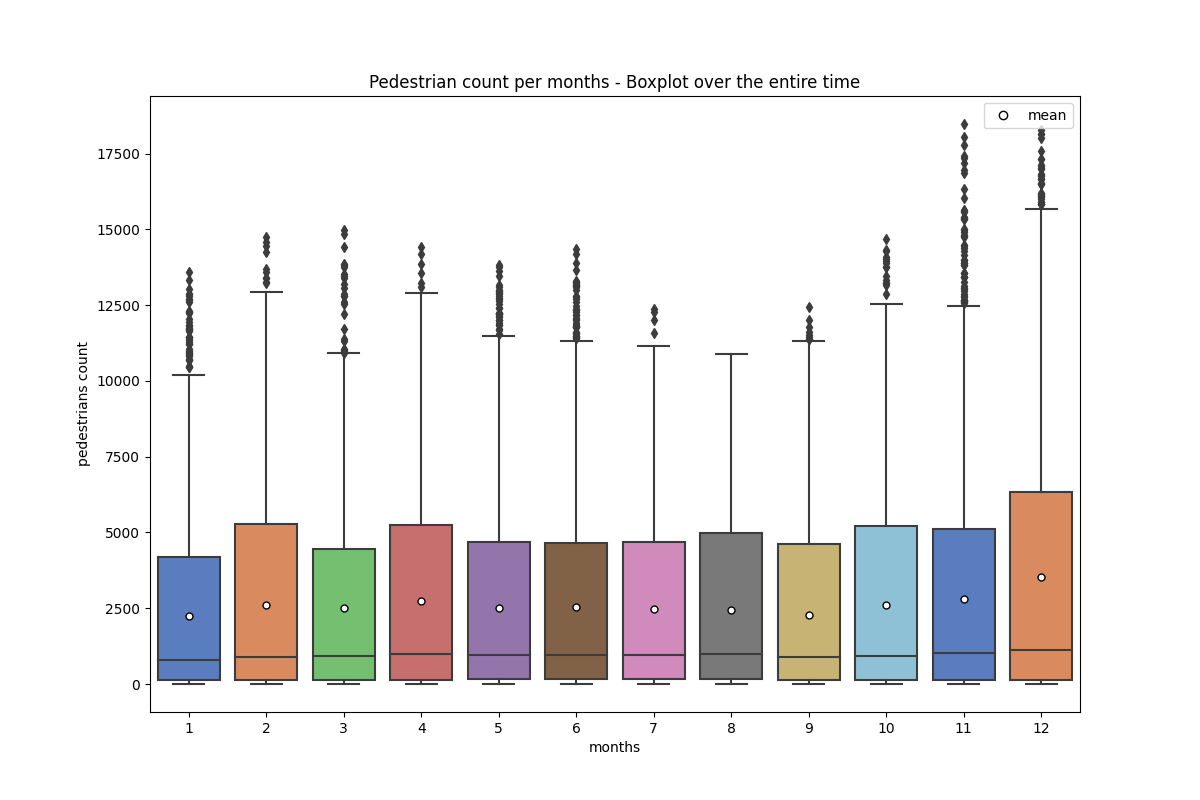 Pedestrian count per months - Boxplot over the entire time
mean
17500
15000
12500
10000
7500
5000
2500
0
pedestrians count
1 2 3 4 5 6 7 8 9 10 11 12
months